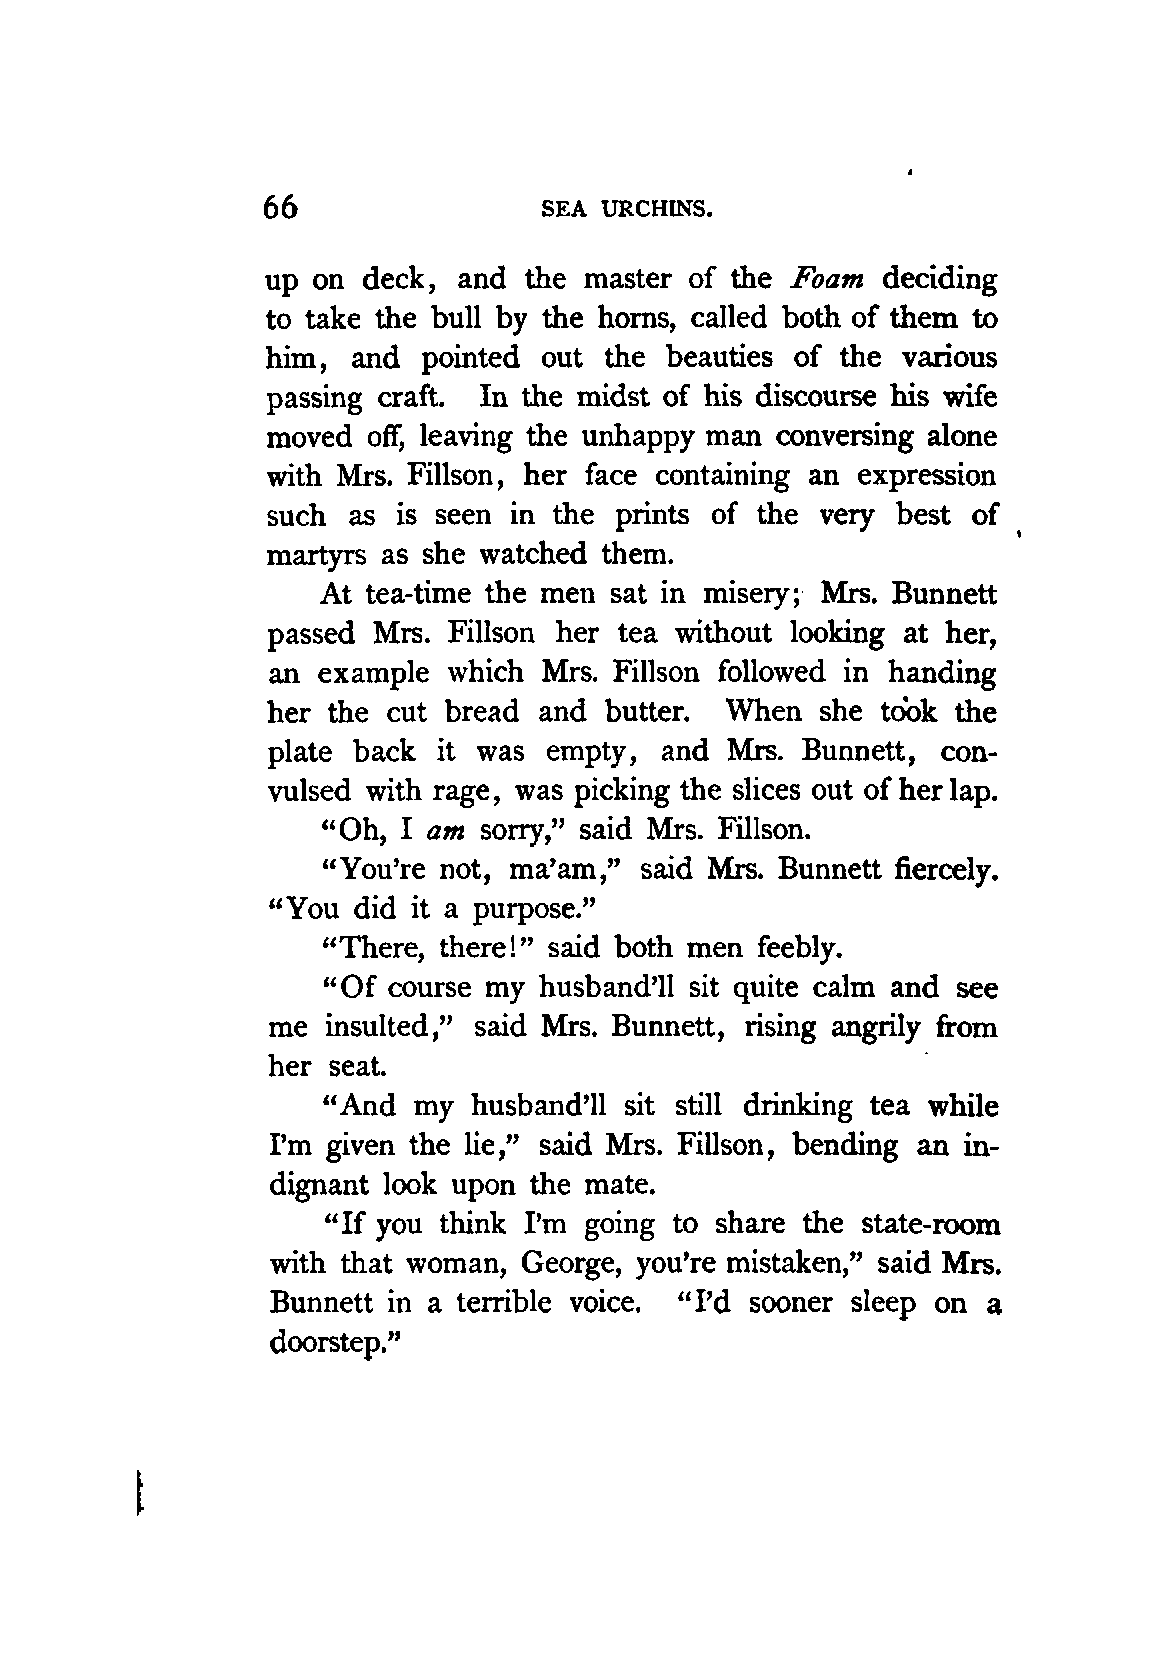 66 SEA URCHINS.
up on deck, and the master of the Foam deciding
to take the bull by the horns, called both of them to
him, and pointed out the beauties of the various
passing craft. In the midst of his discourse his wife
moved off, leaving the unhappy man conversing alone
with Mrs. Fillson, her face containing an expression
such as is seen in the prints of the very best of
martyrs as she watched them.
At tea-time the men sat in misery; Mrs. Bunnett
passed Mrs. Fillson her tea without looking at her,
an example which Mrs. Fillson followed in handing
her the cut bread and butter. When she took the
plate back it was empty, and Mrs. Bunnett, con-
vulsed with rage, was picking the slices out of her lap.
“Oh, I am sorry,” said Mrs. Fillson.
“You’re not, ma’am,” said Mrs. Bunnett fiercely.
“You did it a purpose.”
“There, there!” said both men feebly.
“Of course my husband’ll sit quite calm and see
me insulted,” said Mrs. Bunnett, rising angrily from
her seat.
“And my husband’ll sit still drinking tea while
I’m given the lie,” said Mrs. Fillson, bending an in-
dignant look upon the mate.
“If you think I’m going to share the state-room
with that woman, George, you’re mistaken,” said Mrs.
Bunnett in a terrible voice. “I’d sooner sleep on a
doorstep.”